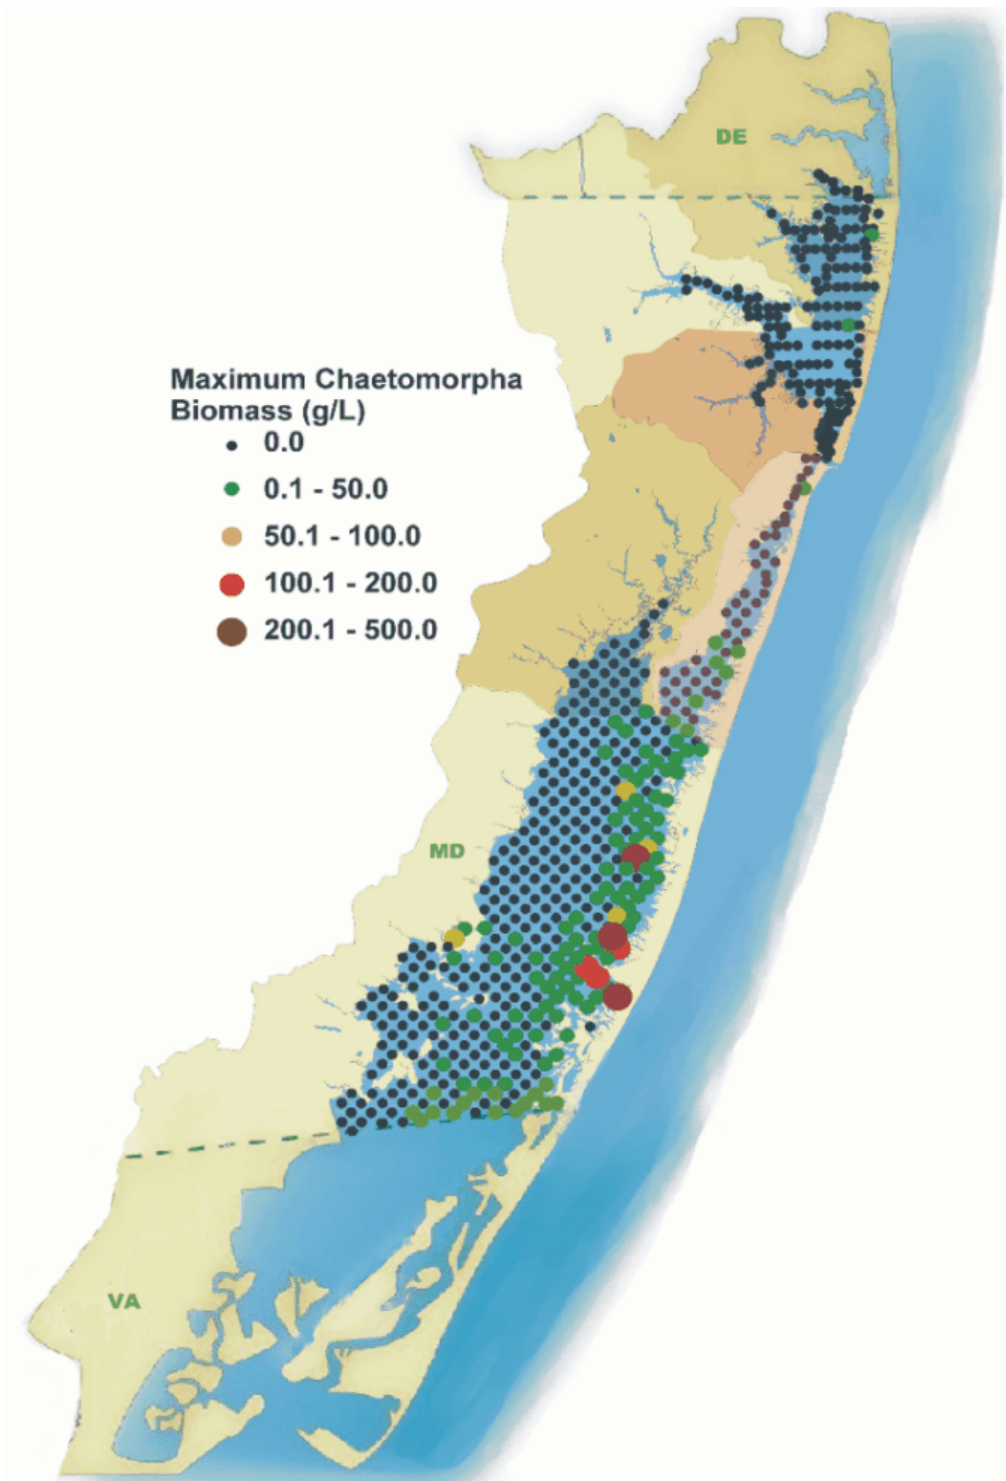 DE
Maximum Chaetomorpha
Biomass (g/L)
0.0
0.1 - 50.0
50.1 - 100.0
100.1 - 200.0
200.1 - 500.0
MD
VA